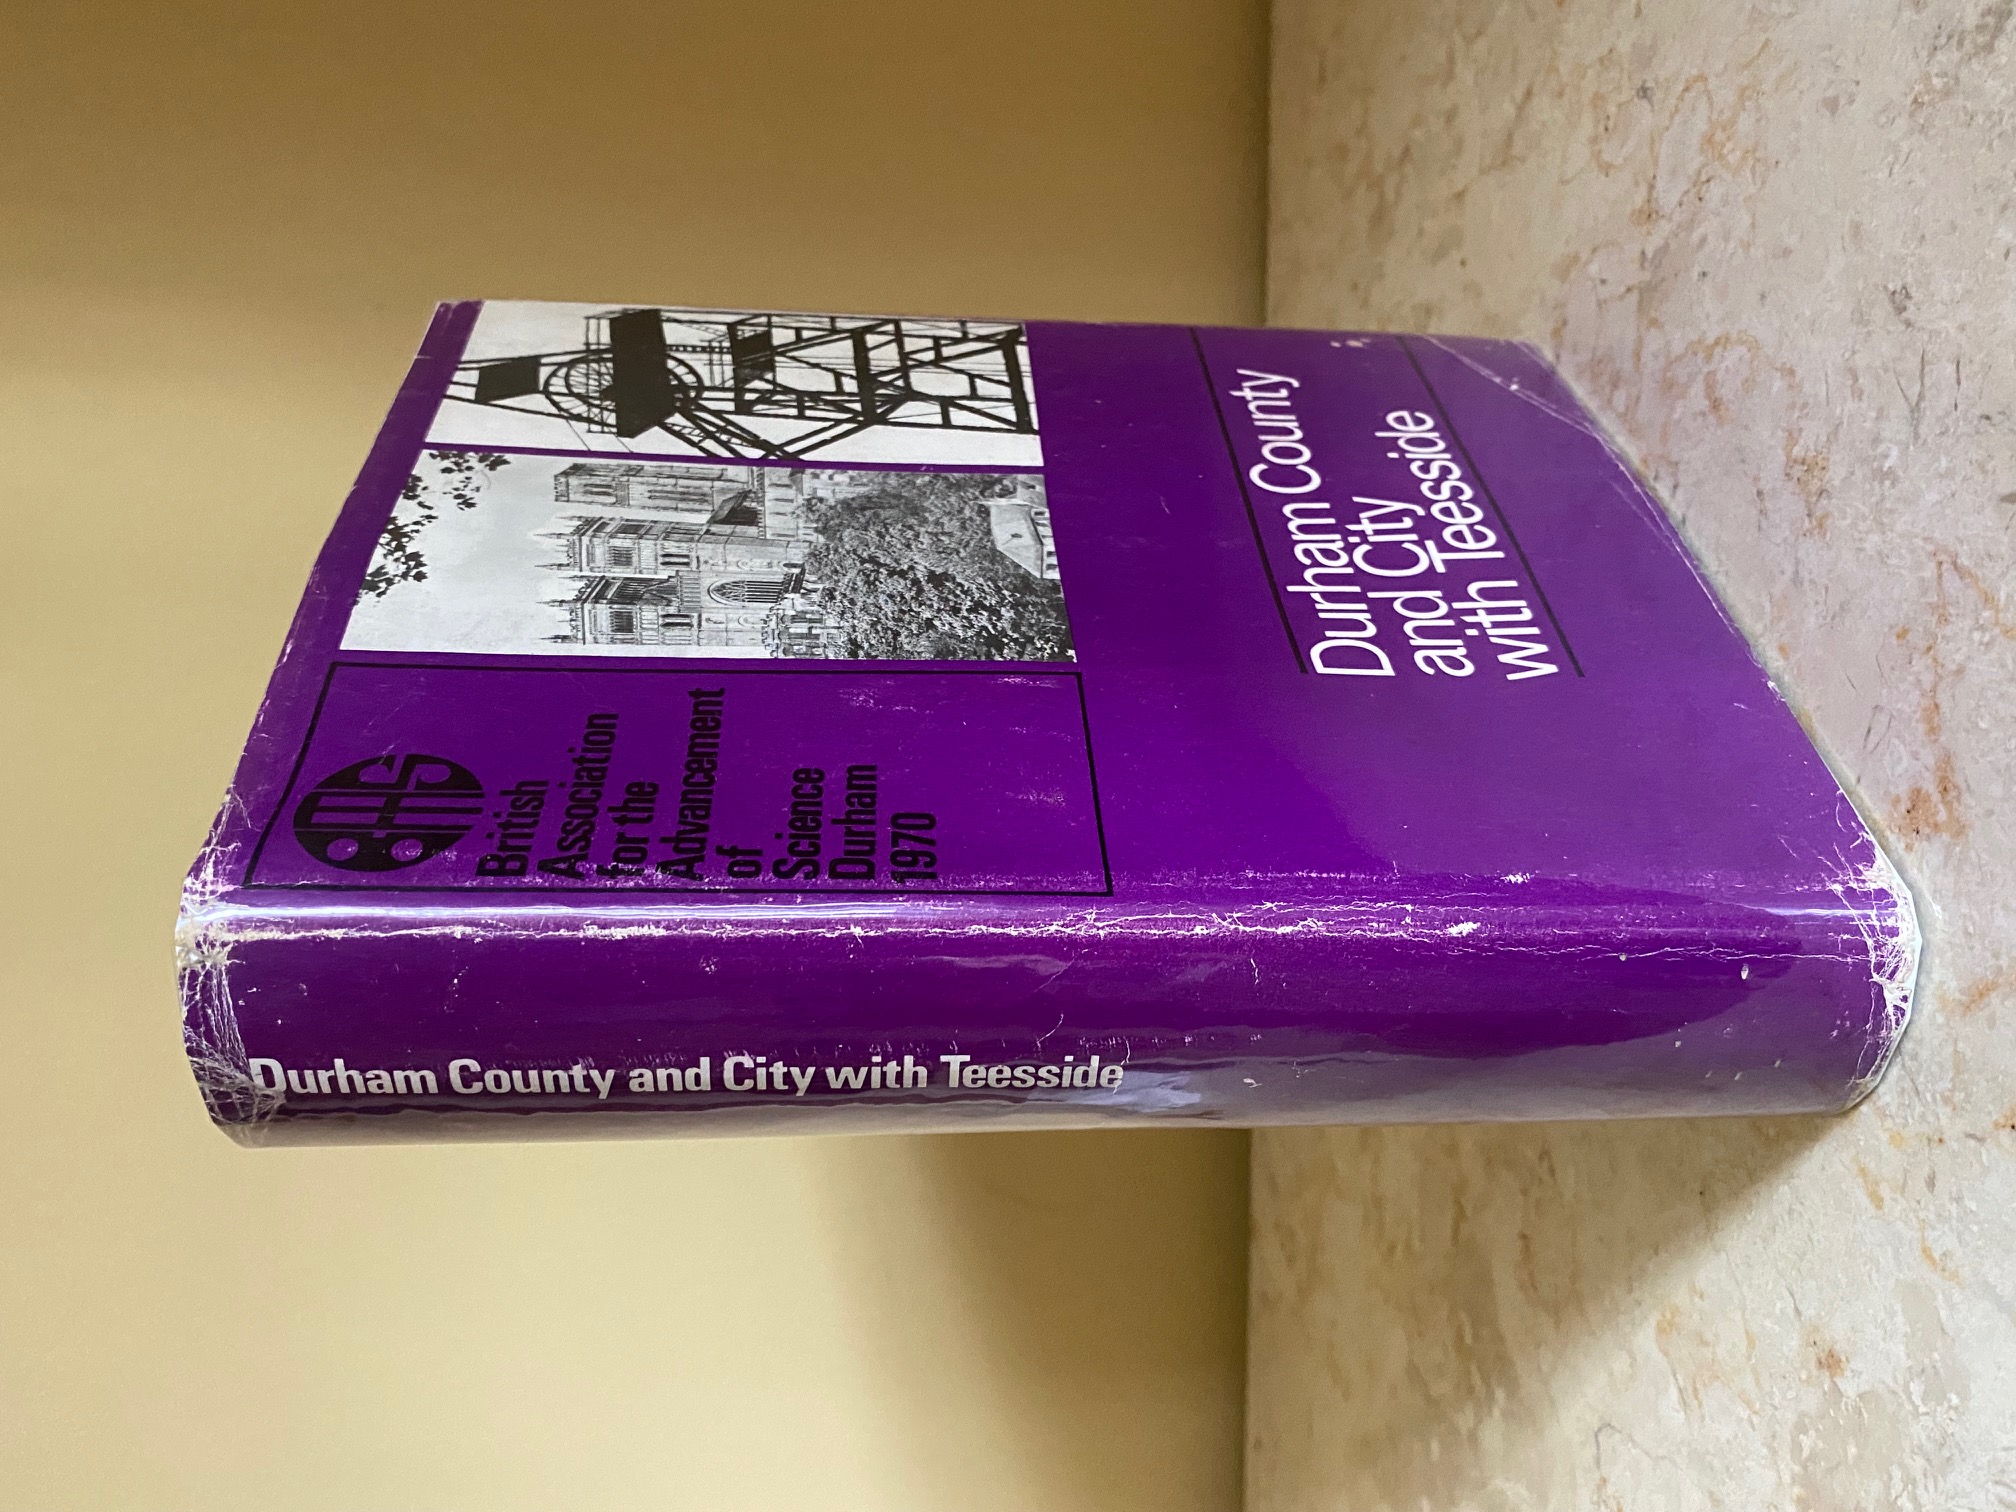 BAAS
British
Association
for the
Advancement
of
Science
Durham
1970
Durham County
and City
with Teesside
Durham County and City with Teesside